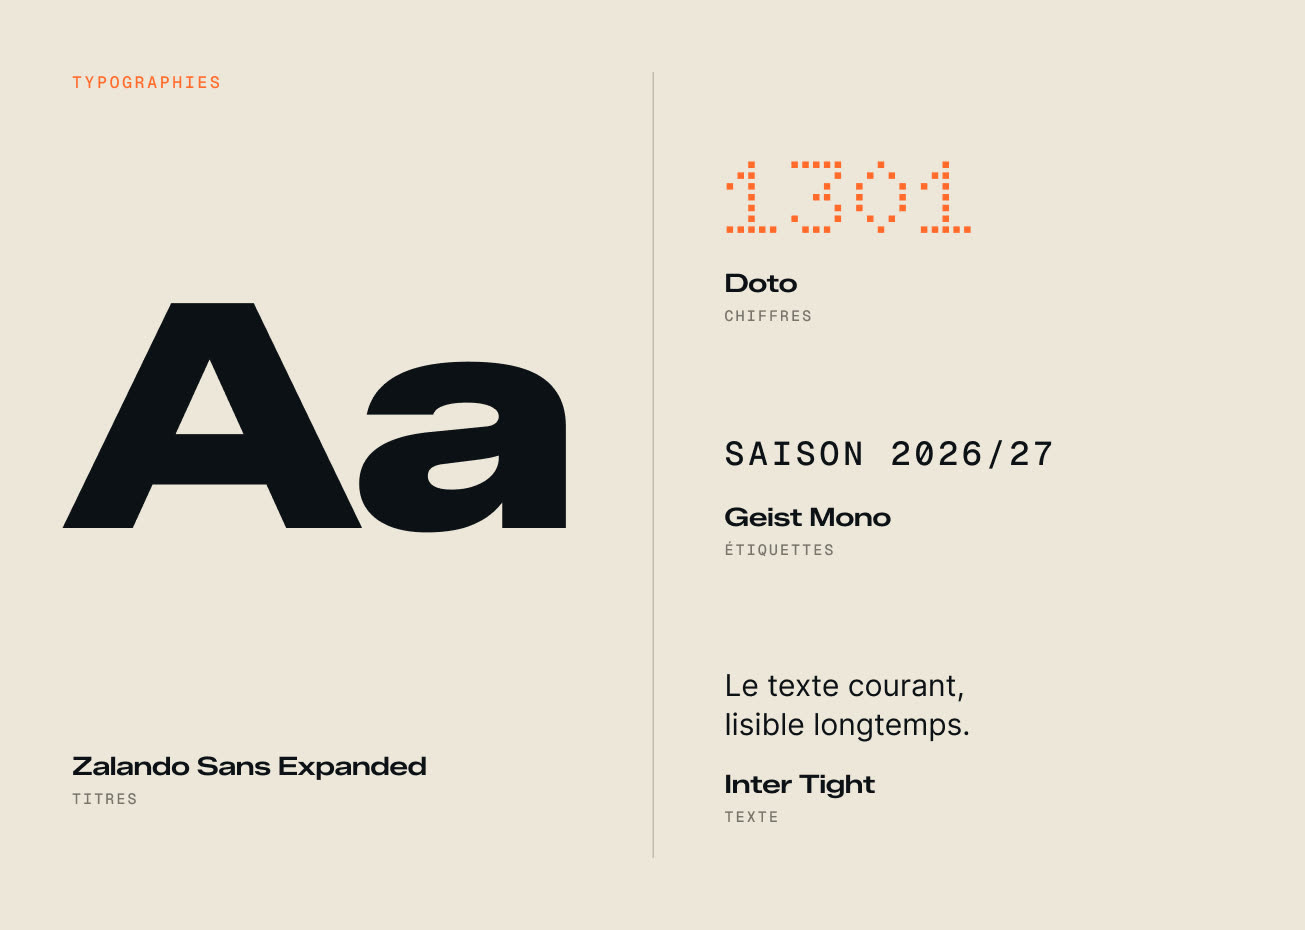 TYPOGRAPHIES
Aa
Zalando Sans Expanded
TITRES
1301
Doto
CHIFFRES
SAISON 2026/27
Geist Mono
ÉTIQUETTES
Le texte courant,
lisible longtemps.
Inter Tight
TEXTE